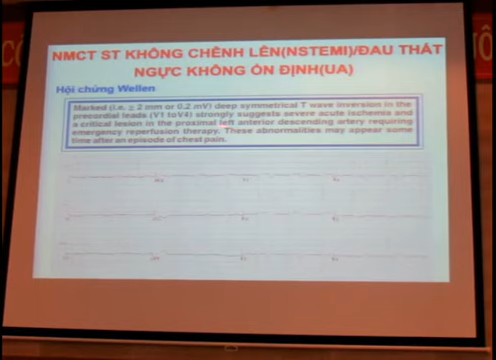 NMCT ST KHÔNG CHÊNH LÊN(NSTEMI)/ĐAU THẮT
NGỰC KHÔNG ỔN ĐỊNH(UA)
Hội chứng Wellen
Marked (i.e. ≥ 2 mm or 0.2 mV) deep symmetrical T wave inversion in the
precordial leads (V1 to V4) strongly suggests severe acute ischemia and
a critical lesion in the proximal left anterior descending artery requiring
emergency reperfusion therapy. These abnormalities may appear some
time after an episode of chest pain.